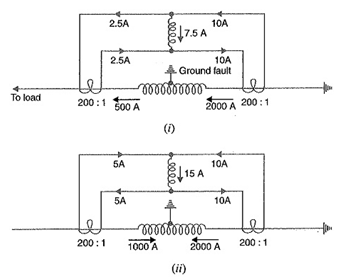 2.5A 10A
7.5 A
2.5A 10A
Ground fault
To load
200 : 1 500 A 2000 A 200 : 1
(i)
5A 10A
15 A
5A 10A
200 : 1 1000 A 2000 A 200 : 1
(ii)